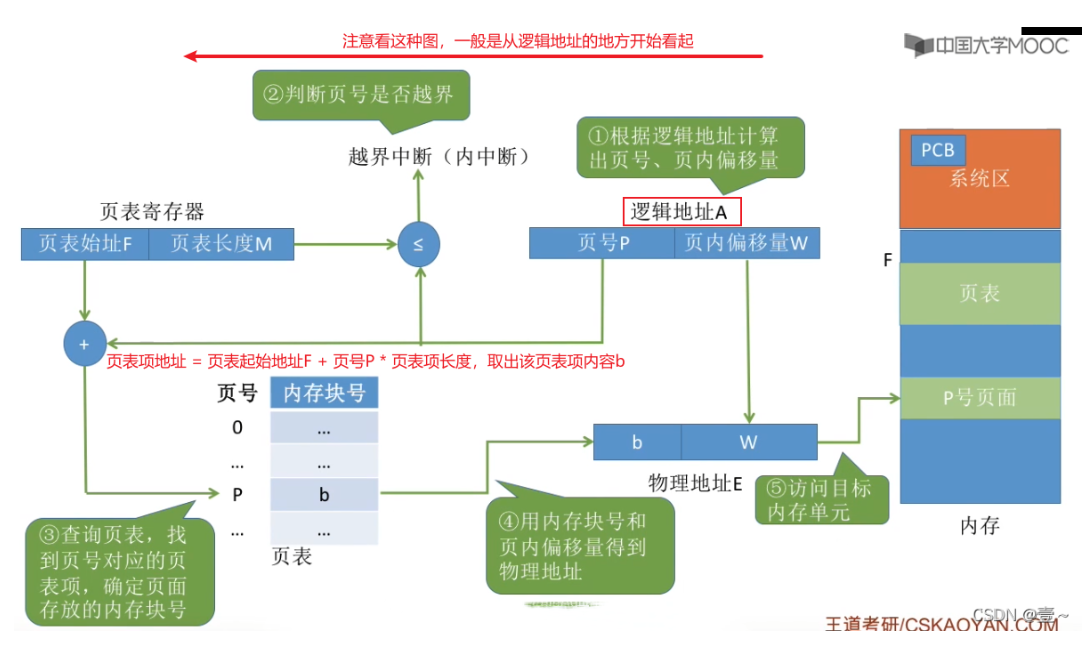 注意看这种图，一般是从逻辑地址的地方开始看起
中国大学MOOC
②判断页号是否越界
①根据逻辑地址计算
出页号、页内偏移量
PCB
系统区
越界中断（内中断）
页表寄存器
逻辑地址A
页表始址F
页表长度M
≤
页号P
页内偏移量W
F
页表
+
页表项地址 = 页表起始地址F + 页号P * 页表项长度，取出该页表项内容b
页号
内存块号
P号页面
0
...
...
...
b
W
P
b
物理地址E
⑤访问目标
内存单元
③查询页表，找
到页号对应的页
表项，确定页面
存放的内存块号
...
...
页表
④用内存块号和
页内偏移量得到
物理地址
内存
CSDN @壹~
王道考研/CSKAOYAN.COM